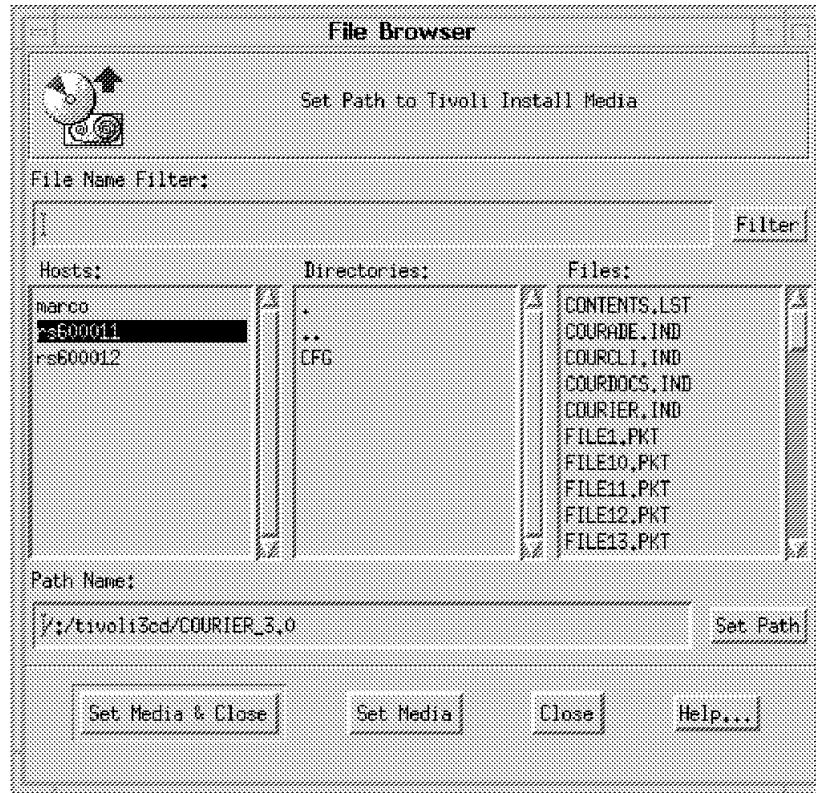 File Browser
Set Path to Tivoli Install Media
File Name Filter:
Filter
Hosts:
marco
rs600011
rs600012
Directories:
.
..
CFG
Files:
CONTENTS.LST
COURADE.IND
COURCLI.IND
COURDOCS.IND
COURIER.IND
FILE1.PKT
FILE10.PKT
FILE11.PKT
FILE12.PKT
FILE13.PKT
Path Name:
/:/tivoli3cd/COURIER_3.0
Set Path
Set Media & Close
Set Media
Close
Help...